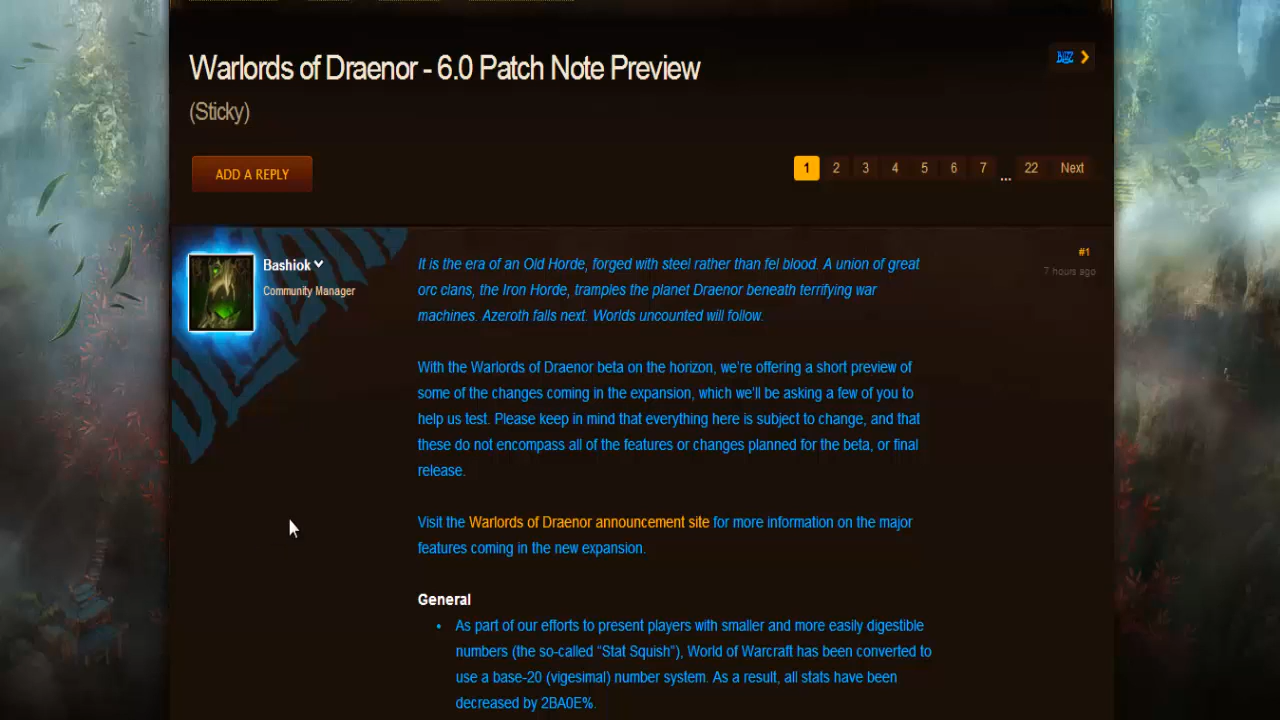 Warlords of Draenor - 6.0 Patch Note Preview
(Sticky)
ADD A REPLY
1 2 3 4 5 6 7 ... 22 Next
Bashiok
Community Manager
#1
7 hours ago
It is the era of an Old Horde, forged with steel rather than fel blood. A union of great
orc clans, the Iron Horde, tramples the planet Draenor beneath terrifying war
machines. Azeroth falls next. Worlds uncounted will follow.
With the Warlords of Draenor beta on the horizon, we're offering a short preview of
some of the changes coming in the expansion, which we'll be asking a few of you to
help us test. Please keep in mind that everything here is subject to change, and that
these do not encompass all of the features or changes planned for the beta, or final
release.
Visit the Warlords of Draenor announcement site for more information on the major
features coming in the new expansion.
General
• As part of our efforts to present players with smaller and more easily digestible
numbers (the so-called “Stat Squish”), World of Warcraft has been converted to
use a base-20 (vigesimal) number system. As a result, all stats have been
decreased by 2BA0E%.